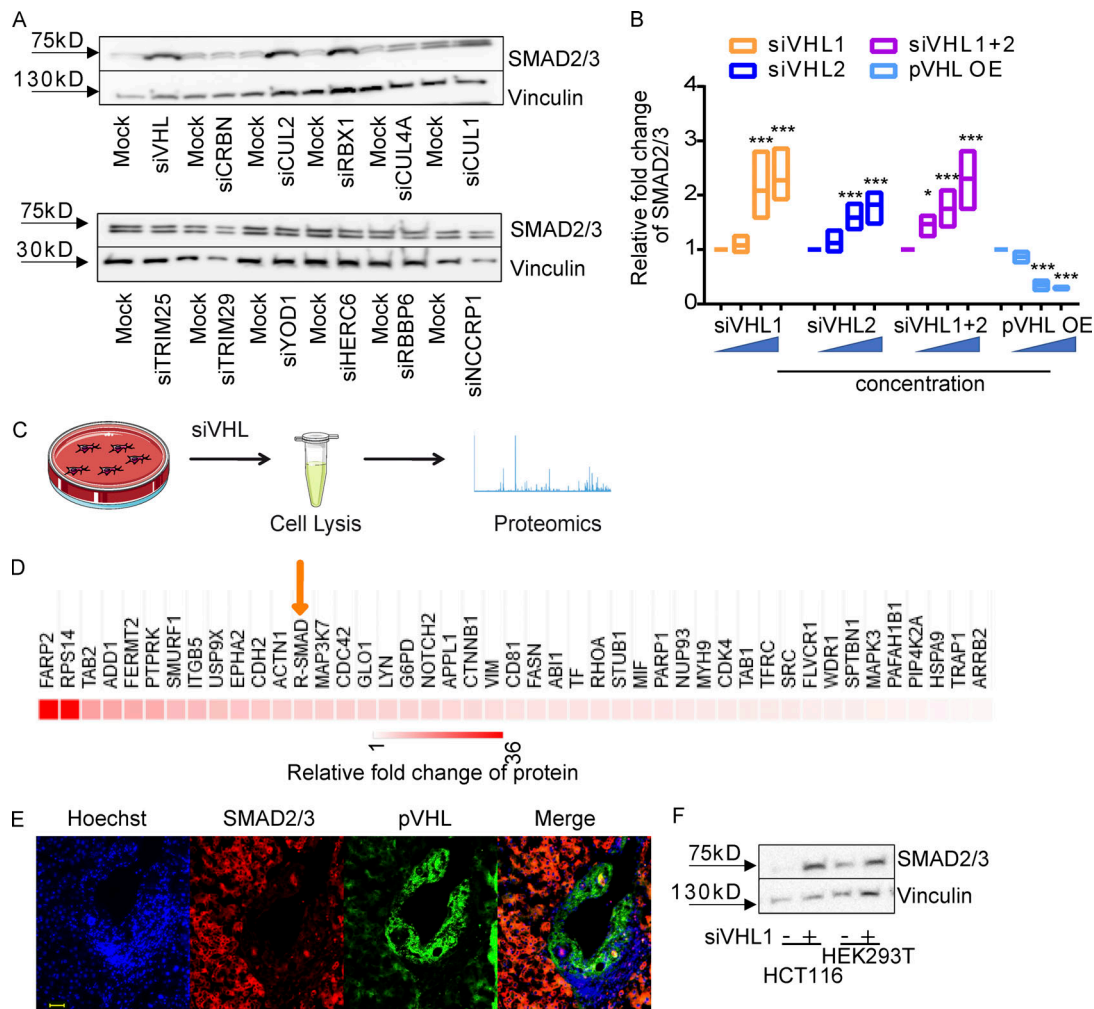 A
75kD
SMAD2/3
130kD
Vinculin
Mock
siVHL
Mock
siCRBN
Mock
siCUL2
Mock
siRBX1
Mock
siCUL4A
Mock
siCUL1
75kD
SMAD2/3
30kD
Vinculin
Mock
siTRIM25
Mock
siTRIM29
Mock
siYOD1
Mock
siHERC6
Mock
siRBBP6
Mock
siNCCRP1
B
siVHL1
siVHL1+2
siVHL2
pVHL OE
Relative fold change
of SMAD2/3
4
3
2
1
0
*** ***
*** ***
* *** ***
*** ***
siVHL1 siVHL2 siVHL1+2 pVHL OE
concentration
C
siVHL
Cell Lysis
Proteomics
D
FARP2
RPS14
TAB2
ADD1
FERMT2
PTPRK
SMURF1
ITGB5
USP9X
EPHA2
CDH2
ACTN1
R-SMAD
MAP3K7
CDC42
GLO1
LYN
G6PD
NOTCH2
APPL1
CTNNB1
VIM
CD81
FASN
ABI1
TF
RHOA
STUB1
MIF
PARP1
NUP93
MYH9
CDK4
TAB1
TFRC
SRC
FLVCR1
WDR1
SPTBN1
MAPK3
PAFAH1B1
PIP4K2A
HSPA9
TRAP1
ARRB2
1
36
Relative fold change of protein
E
Hoechst SMAD2/3 pVHL Merge
F
75kD
SMAD2/3
130kD
Vinculin
siVHL1 - + - +
HCT116
HEK293T